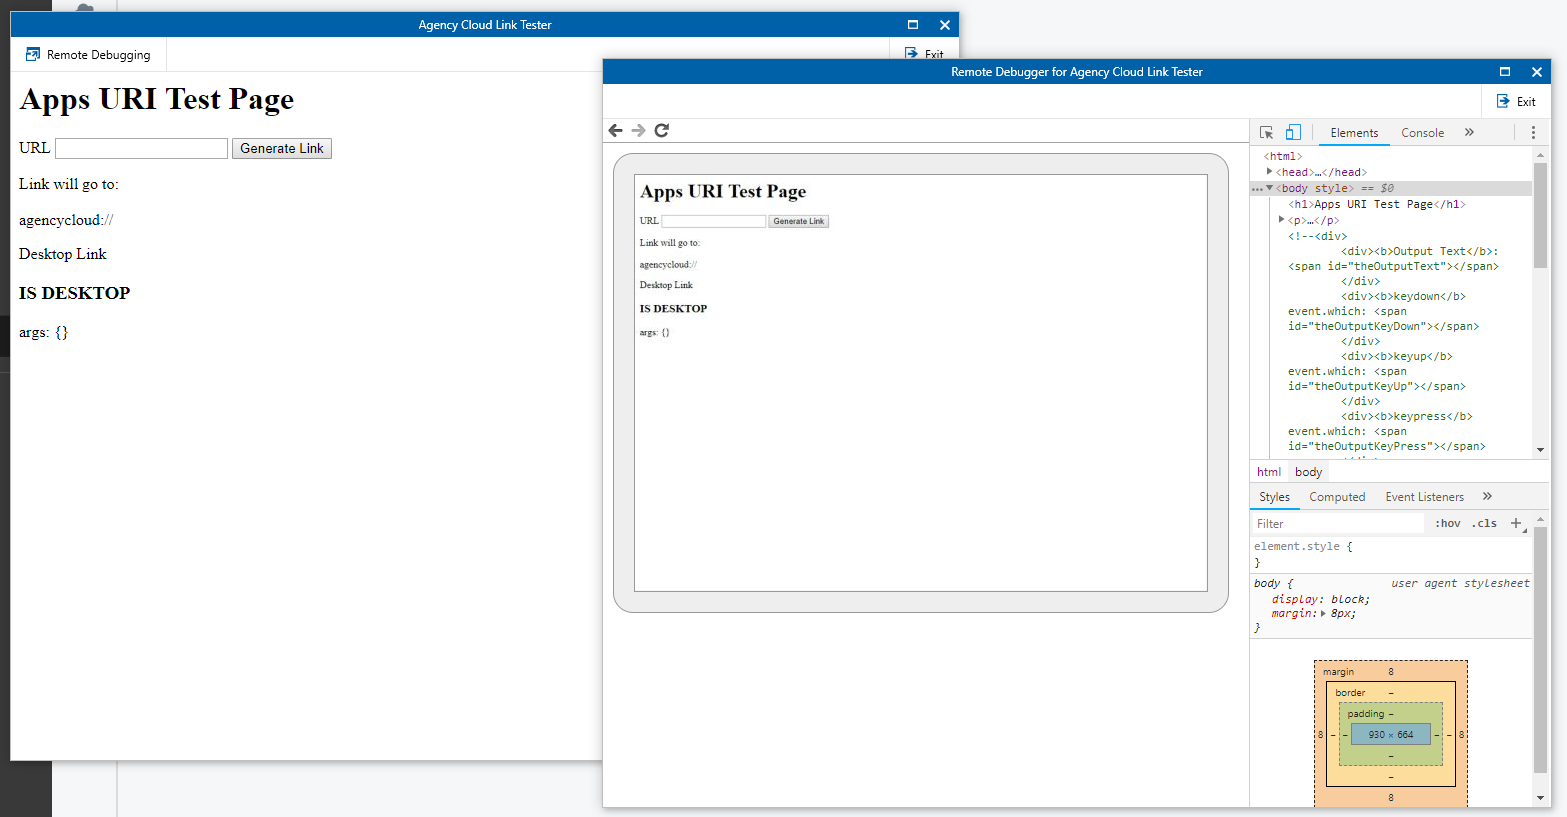 Agency Cloud Link Tester
Remote Debugging
Exit
Apps URI Test Page
URL Generate Link
Link will go to:
agencycloud://
Desktop Link
IS DESKTOP
args: {}
Remote Debugger for Agency Cloud Link Tester
Exit
Apps URI Test Page
URL Generate Link
Link will go to:
agencycloud://
Desktop Link
IS DESKTOP
args: {}
Elements Console »
<html>
<head>…</head>
<body style> == $0
<h1>Apps URI Test Page</h1>
<p>…</p>
<!--<div>
<div><b>Output Text</b>:
<span id="theOutputText"></span>
</div>
<div><b>keydown</b>
event.which: <span
id="theOutputKeyDown"></span>
</div>
<div><b>keyup</b>
event.which: <span
id="theOutputKeyUp"></span>
</div>
<div><b>keypress</b>
event.which: <span
id="theOutputKeyPress"></span>
</div>
html body
Styles Computed Event Listeners »
Filter :hov .cls +
element.style {
}
body { user agent stylesheet
display: block;
margin: 8px;
}
margin 8
border –
padding –
8 – – 930 × 664 – – 8
–
–
8